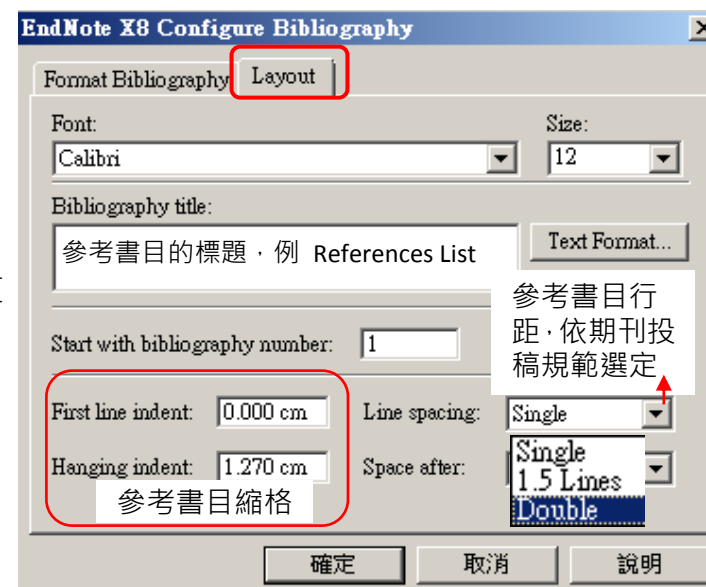 EndNote X8 Configure Bibliography
Format Bibliography Layout
Font: Size:
Calibri 12
Bibliography title:
參考書目的標題，例 References List
Text Format...
參考書目行
距，依期刊投
稿規範選定
Start with bibliography number: 1
First line indent: 0.000 cm Line spacing: Single
Hanging indent: 1.270 cm Space after:
Single
1.5 Lines
Double
參考書目縮格
確定 取消 說明